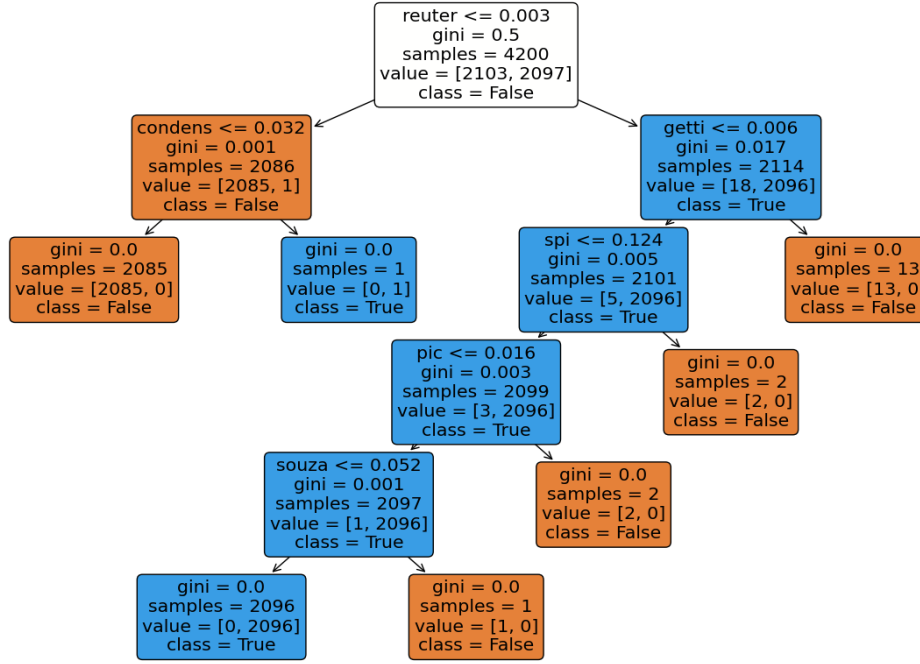 reuter <= 0.003
gini = 0.5
samples = 4200
value = [2103, 2097]
class = False
condens <= 0.032
gini = 0.001
samples = 2086
value = [2085, 1]
class = False
getti <= 0.006
gini = 0.017
samples = 2114
value = [18, 2096]
class = True
gini = 0.0
samples = 2085
value = [2085, 0]
class = False
gini = 0.0
samples = 1
value = [0, 1]
class = True
spi <= 0.124
gini = 0.005
samples = 2101
value = [5, 2096]
class = True
gini = 0.0
samples = 13
value = [13, 0]
class = False
pic <= 0.016
gini = 0.003
samples = 2099
value = [3, 2096]
class = True
gini = 0.0
samples = 2
value = [2, 0]
class = False
souza <= 0.052
gini = 0.001
samples = 2097
value = [1, 2096]
class = True
gini = 0.0
samples = 2
value = [2, 0]
class = False
gini = 0.0
samples = 2096
value = [0, 2096]
class = True
gini = 0.0
samples = 1
value = [1, 0]
class = False